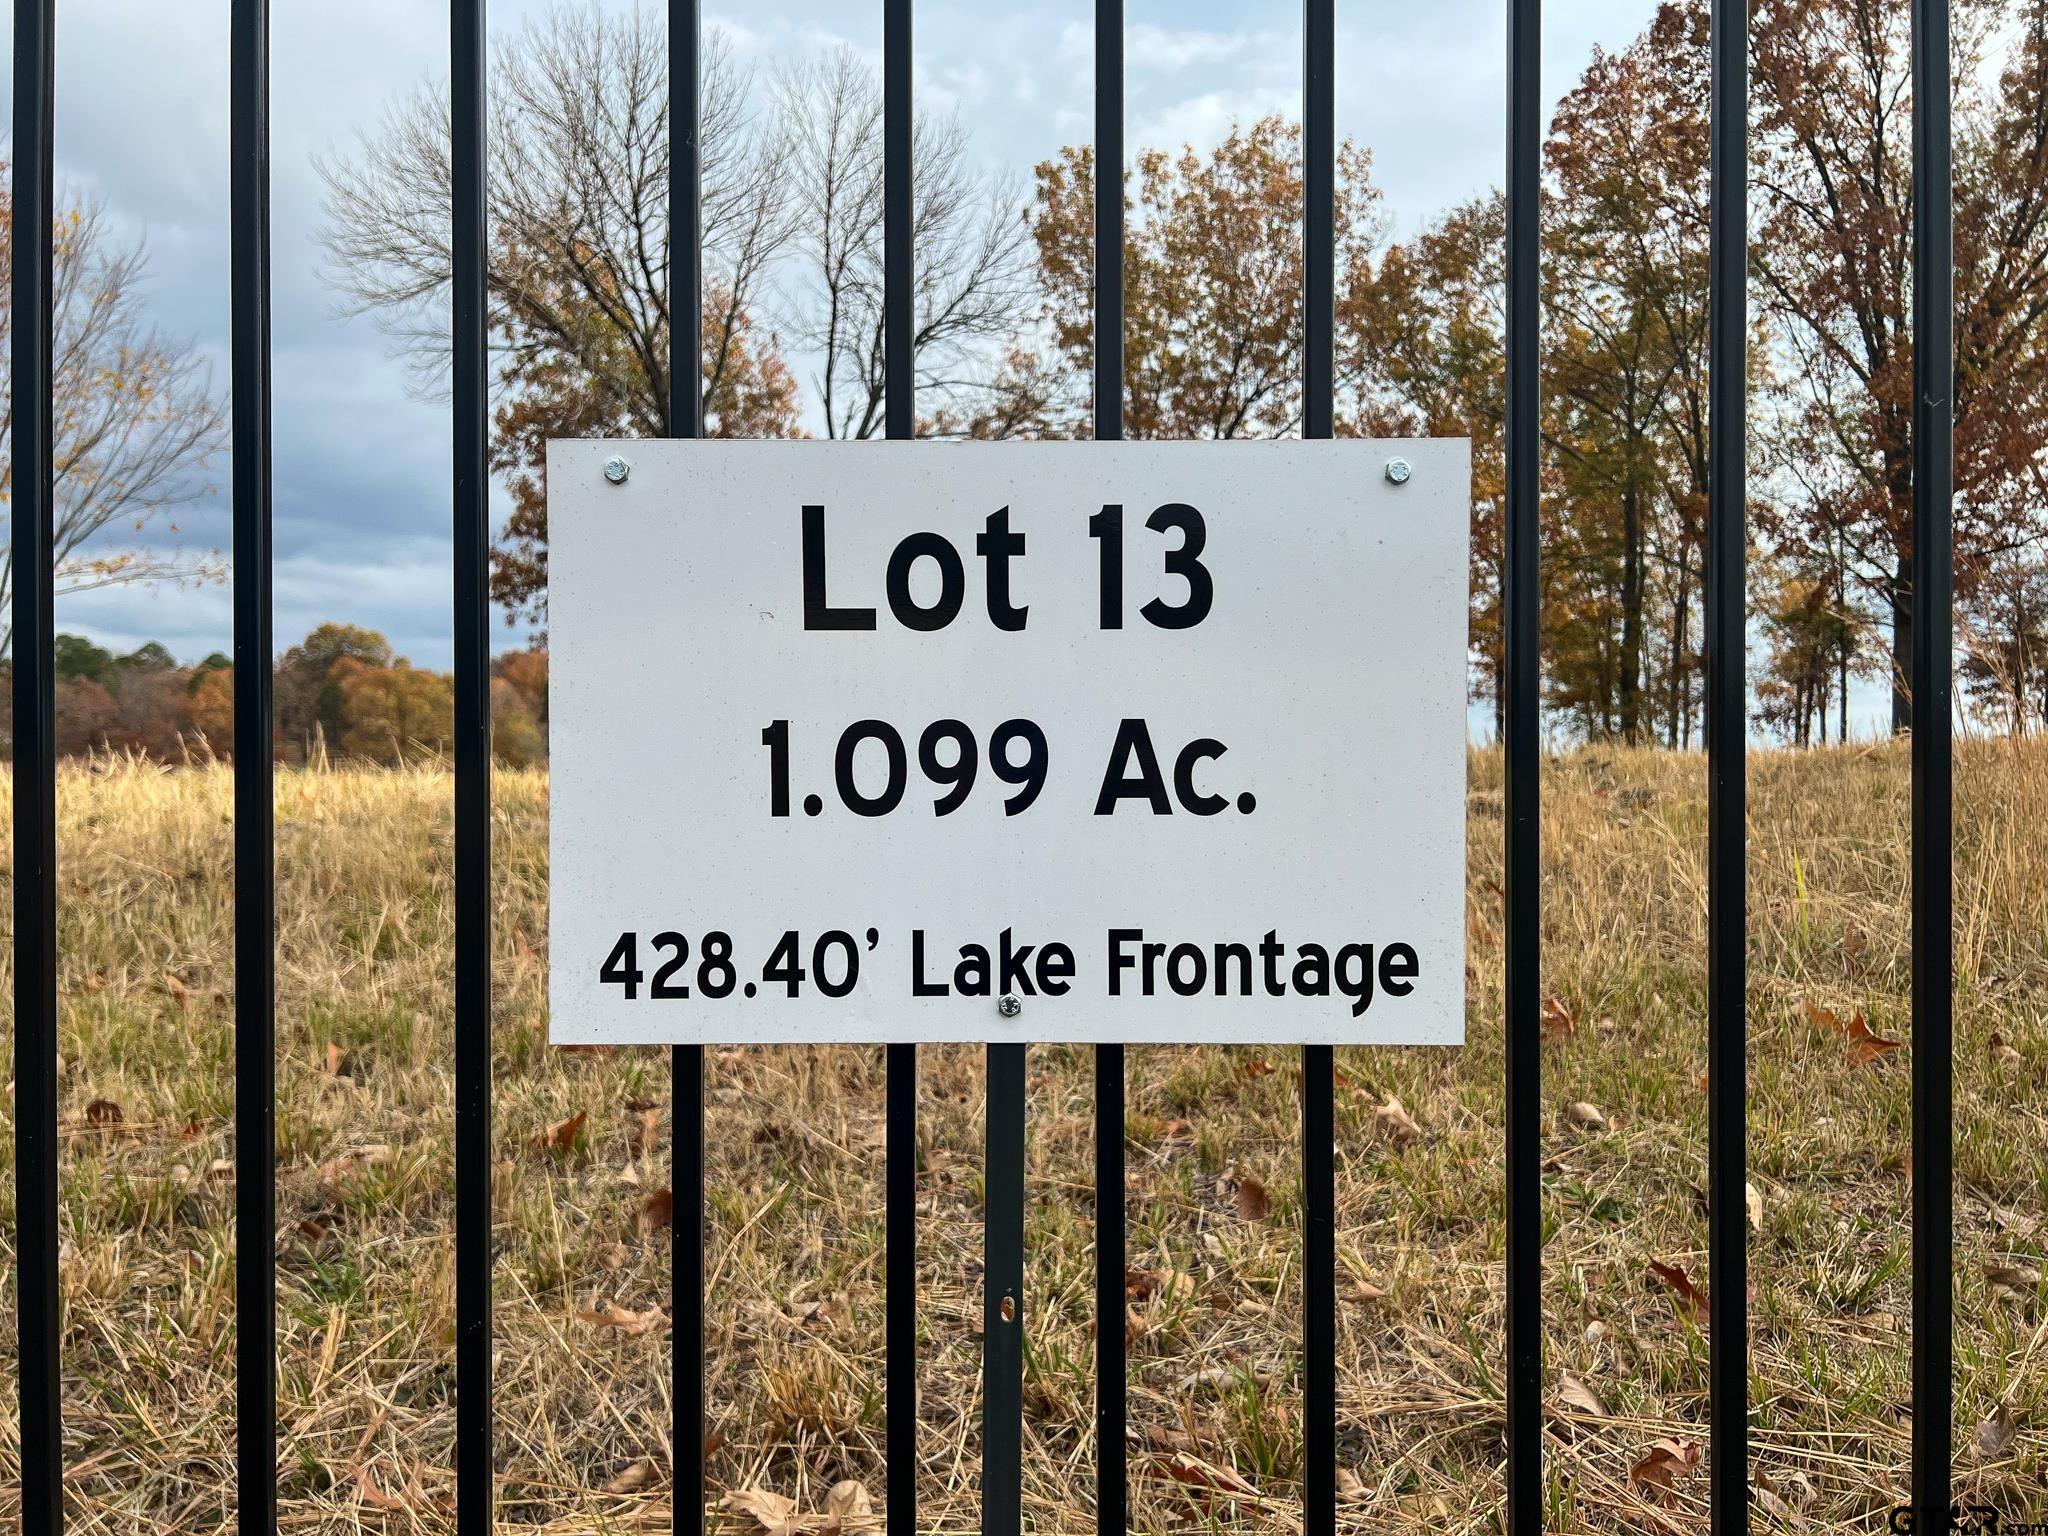 Lot 13
1.099 Ac.
428.40' Lake Frontage